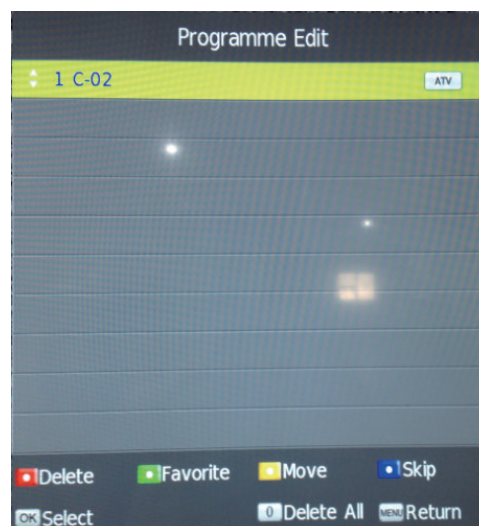 Programme Edit
1 C-02 ATV
Delete Favorite Move Skip
OK Select 0 Delete All MENU Return